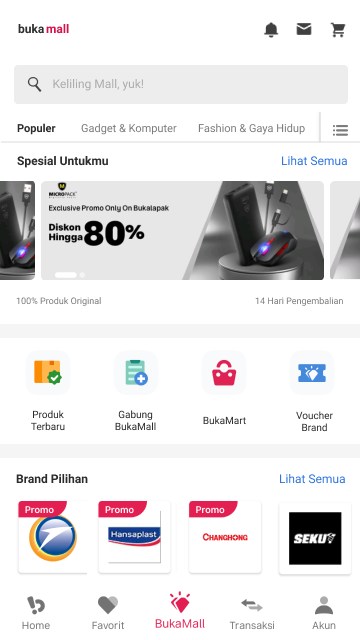 bukamall
Keliling Mall, yuk!
Populer
Gadget & Komputer
Fashion & Gaya Hidup
Spesial Untukmu
Lihat Semua
MICROPACK
Exclusive Promo Only On Bukalapak
Diskon
Hingga
80%
100% Produk Original
14 Hari Pengembalian
Produk
Terbaru
Gabung
BukaMall
BukaMart
Voucher
Brand
Brand Pilihan
Lihat Semua
Promo
Promo
Hansaplast
Promo
CHANGHONG
SEKU
Home
Favorit
BukaMall
Transaksi
Akun